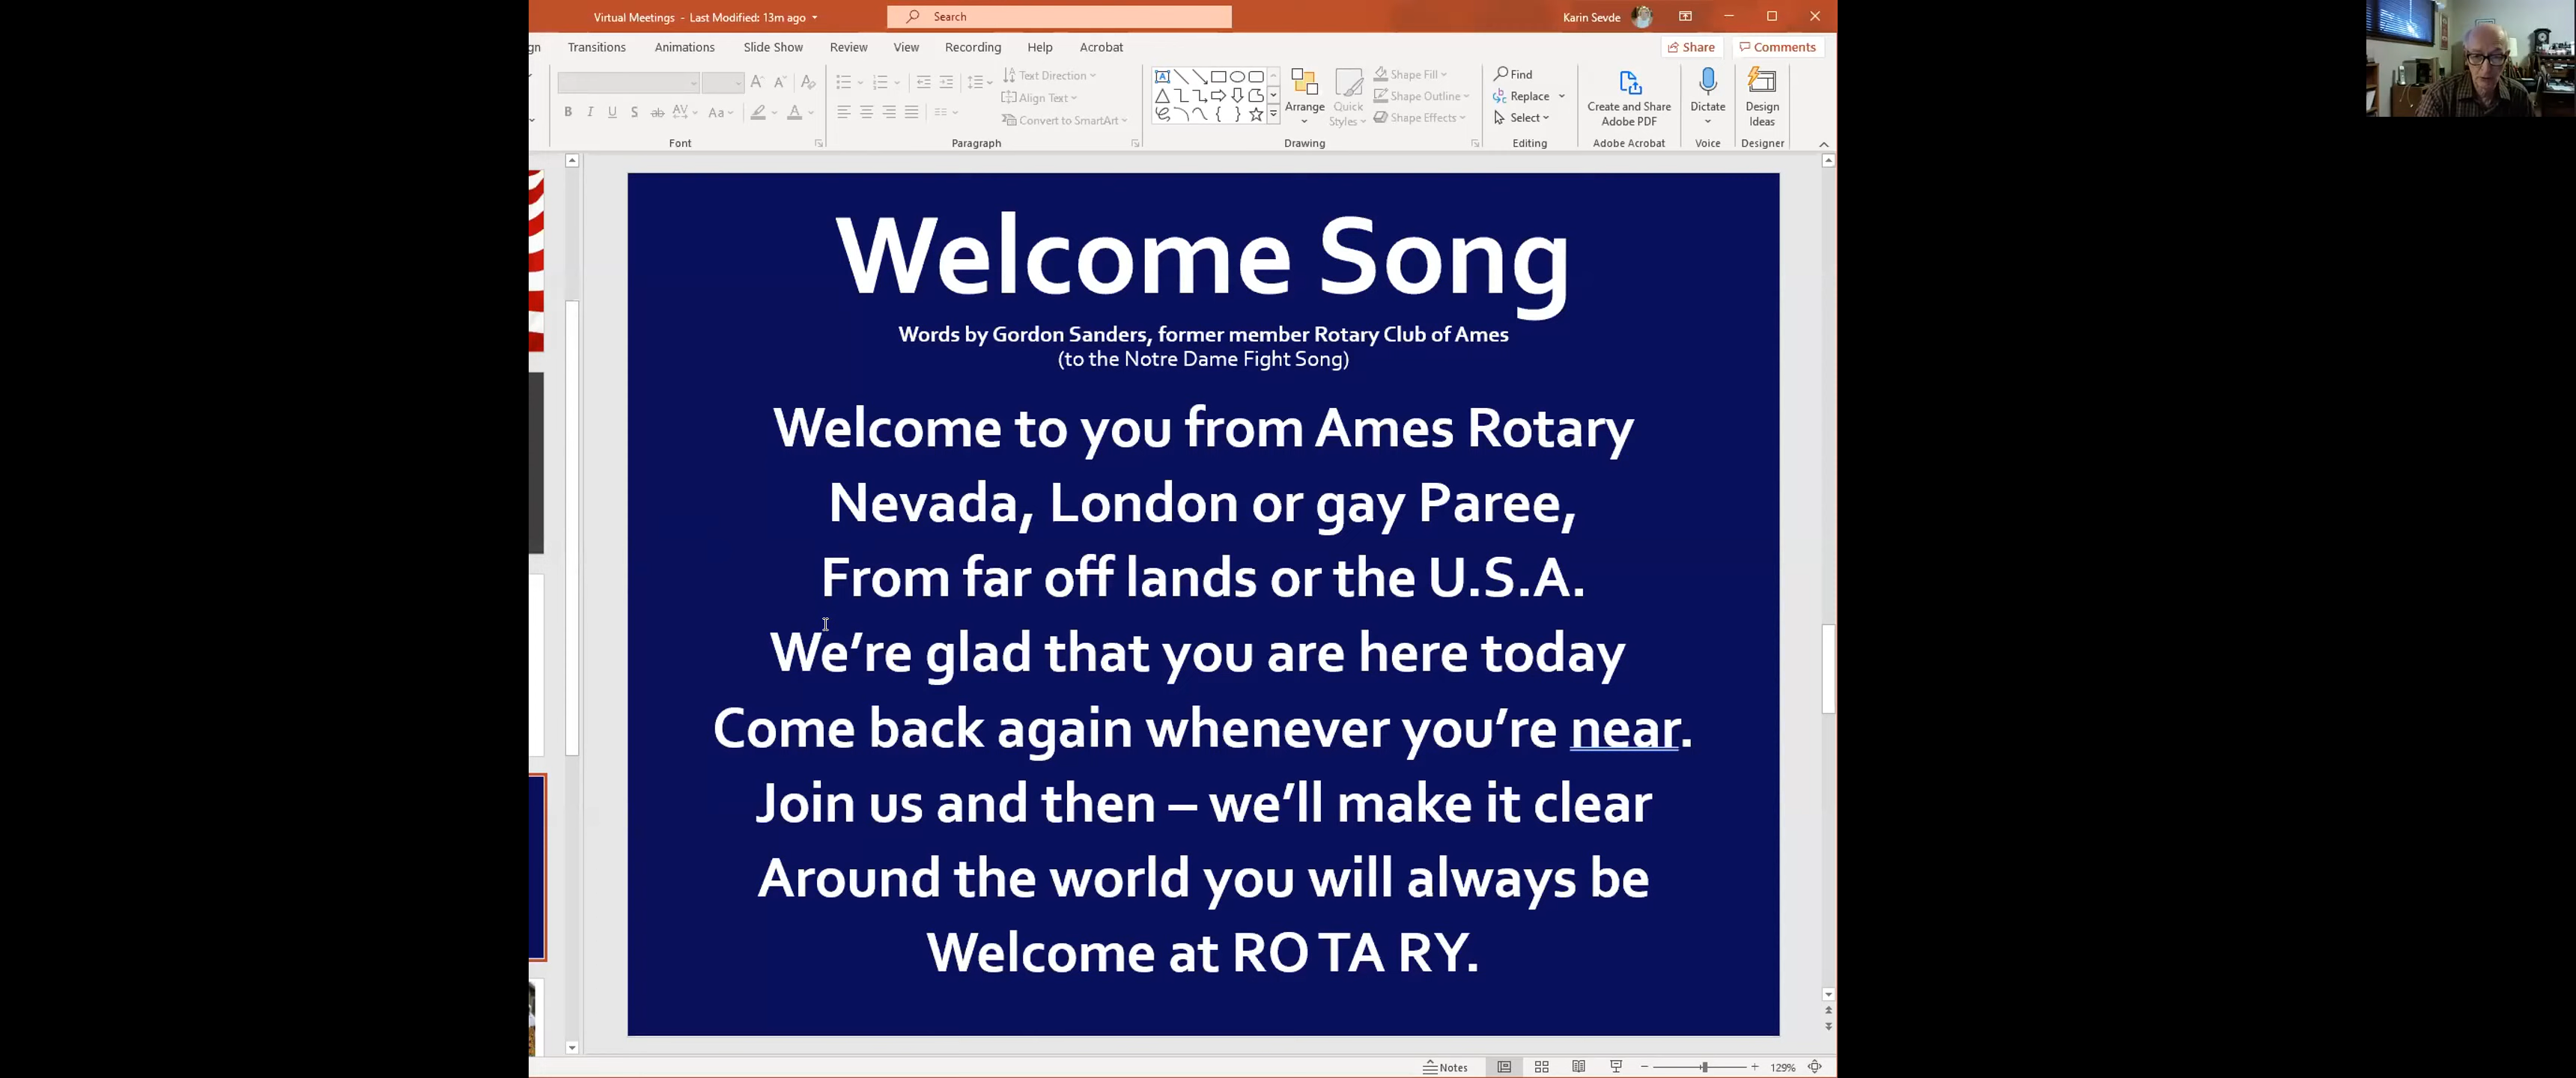 Virtual Meetings - Last Modified: 13m ago
Search
Karin Sevde
gn Transitions Animations Slide Show Review View Recording Help Acrobat
Share Comments
Text Direction
Align Text
Convert to SmartArt
B I U S ab AV Aa A
Arrange
Quick Styles
Shape Fill
Shape Outline
Shape Effects
Find
Replace
Select
Create and Share Adobe PDF
Dictate
Design Ideas
Font Paragraph Drawing Editing Adobe Acrobat Voice Designer
Welcome Song
Words by Gordon Sanders, former member Rotary Club of Ames
(to the Notre Dame Fight Song)
Welcome to you from Ames Rotary
Nevada, London or gay Paree,
From far off lands or the U.S.A.
We’re glad that you are here today
Come back again whenever you’re near.
Join us and then – we’ll make it clear
Around the world you will always be
Welcome at RO TA RY.
Notes
129%